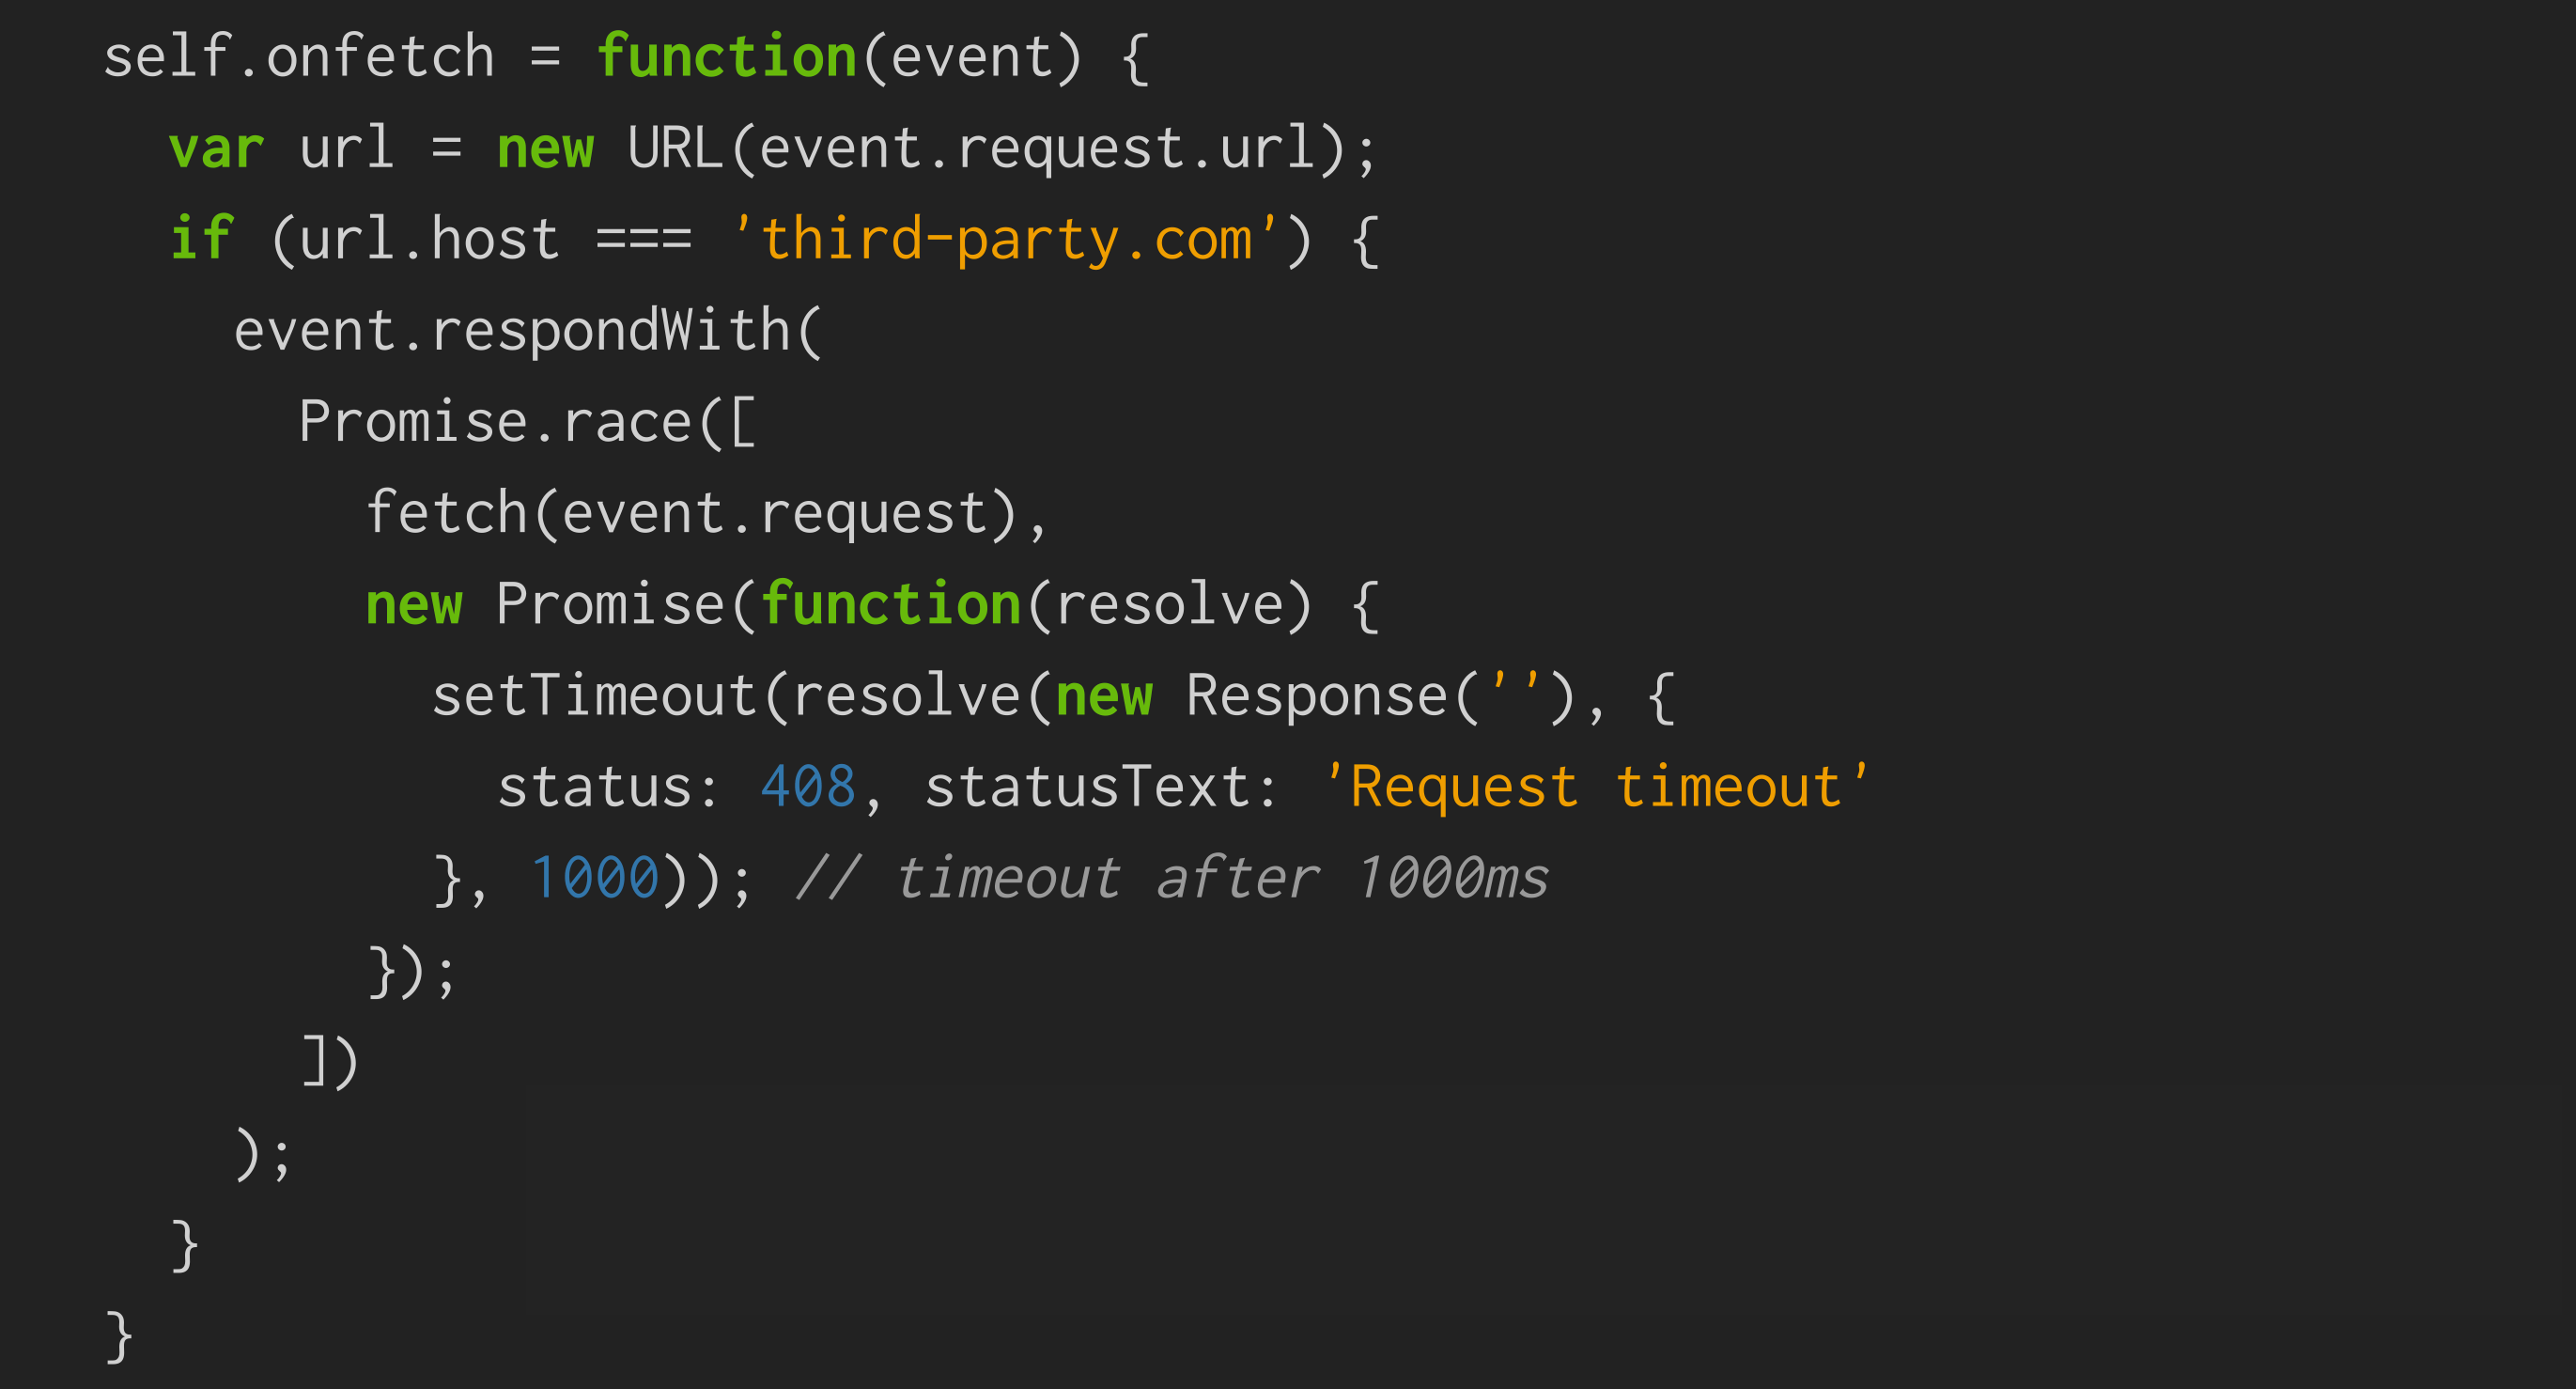 self.onfetch = function(event) {
  var url = new URL(event.request.url);
  if (url.host === 'third-party.com') {
    event.respondWith(
      Promise.race([
        fetch(event.request),
        new Promise(function(resolve) {
          setTimeout(resolve(new Response(''), {
            status: 408, statusText: 'Request timeout'
          }, 1000)); // timeout after 1000ms
        });
      ])
    );
  }
}